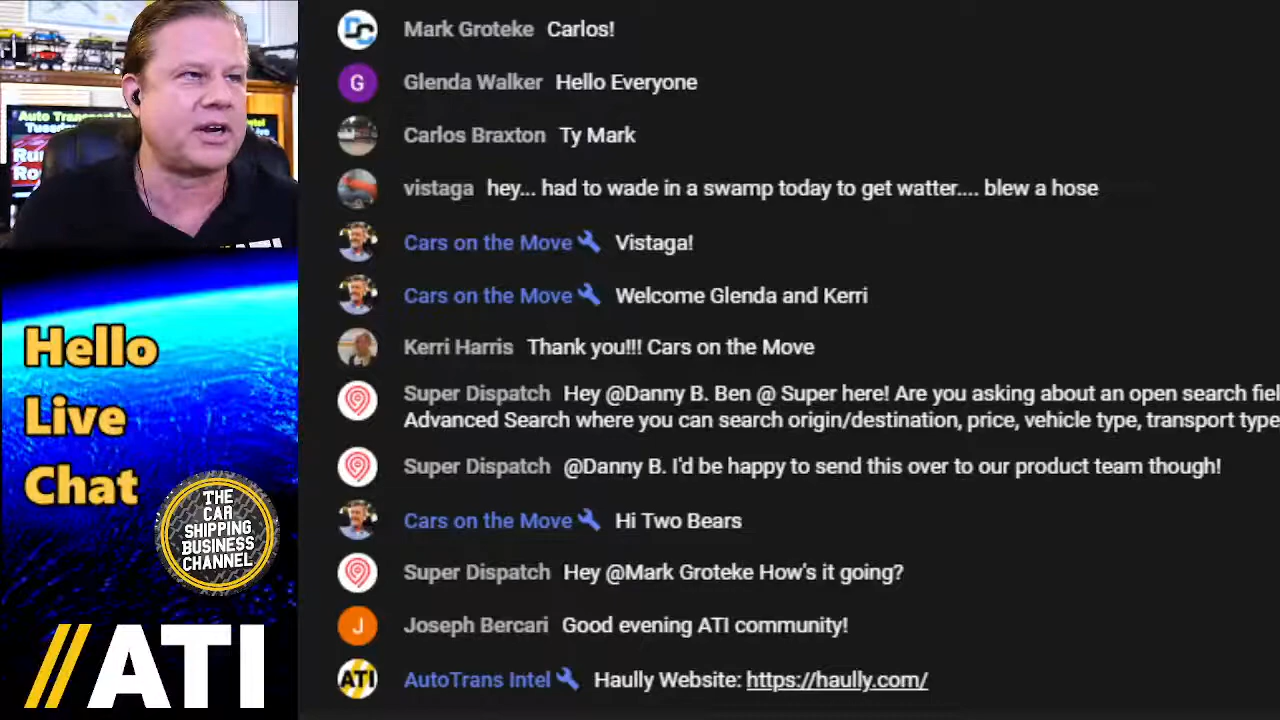 Auto Transport
Tuesday
Mark Groteke Carlos!
G Glenda Walker Hello Everyone
Carlos Braxton Ty Mark
vistaga hey... had to wade in a swamp today to get watter.... blew a hose
Cars on the Move Vistaga!
Cars on the Move Welcome Glenda and Kerri
Kerri Harris Thank you!!! Cars on the Move
Super Dispatch Hey @Danny B. Ben @ Super here! Are you asking about an open search
Advanced Search where you can search origin/destination, price, vehicle type, transport type
Super Dispatch @Danny B. I'd be happy to send this over to our product team though!
Cars on the Move Hi Two Bears
Super Dispatch Hey @Mark Groteke How's it going?
J Joseph Bercari Good evening ATI community!
ATI AutoTrans Intel Haully Website: https://haully.com/
Hello
Live
Chat
THE
CAR
SHIPPING
BUSINESS
CHANNEL
//ATI